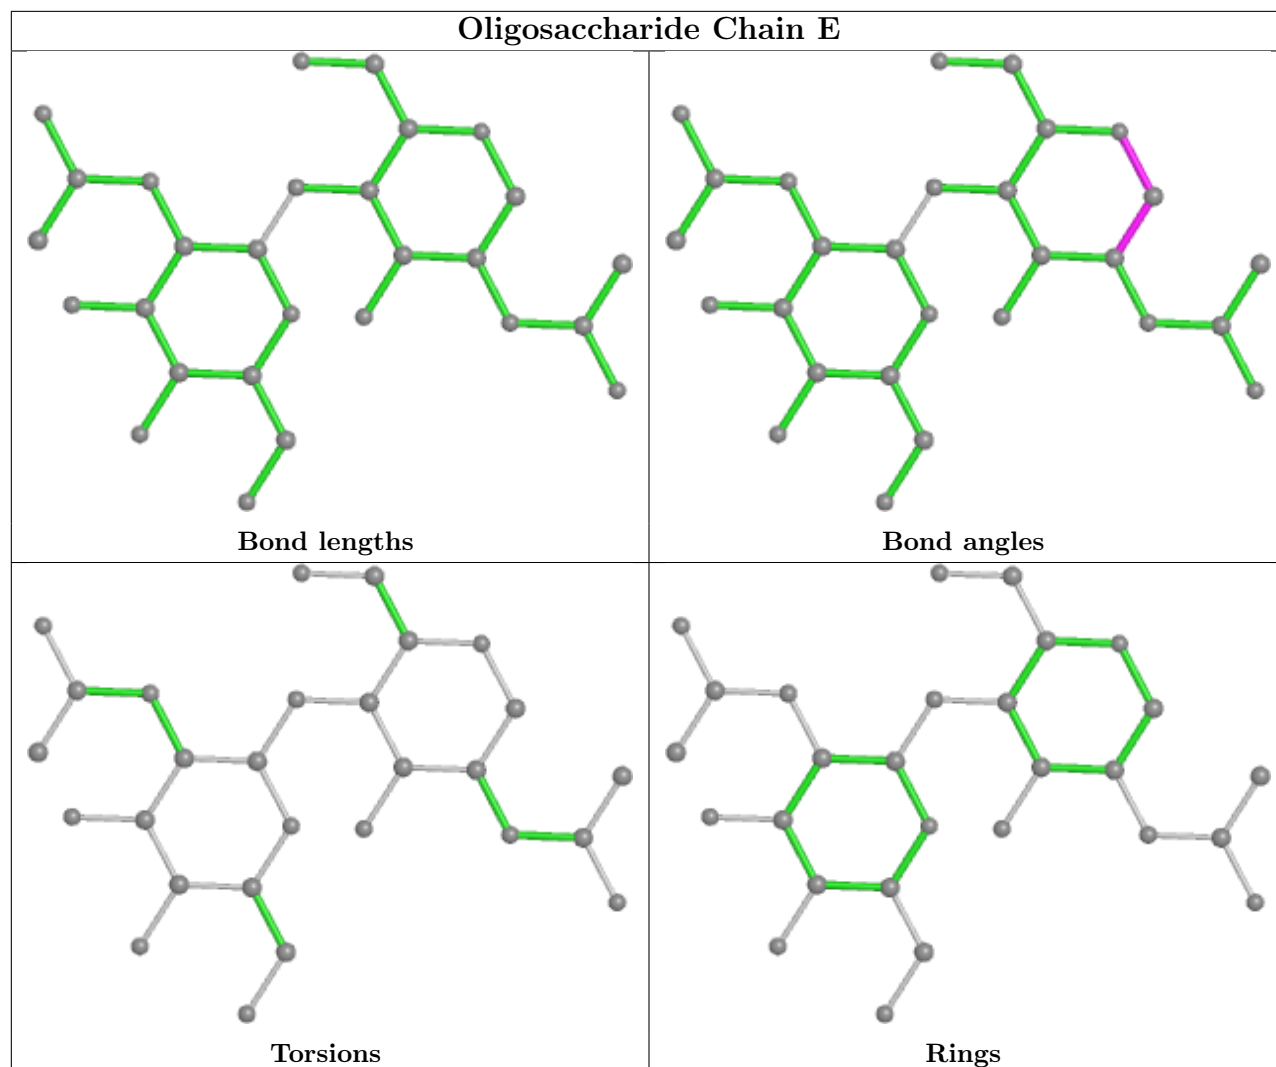 Oligosaccharide Chain E
Bond lengths
Bond angles
Torsions
Rings